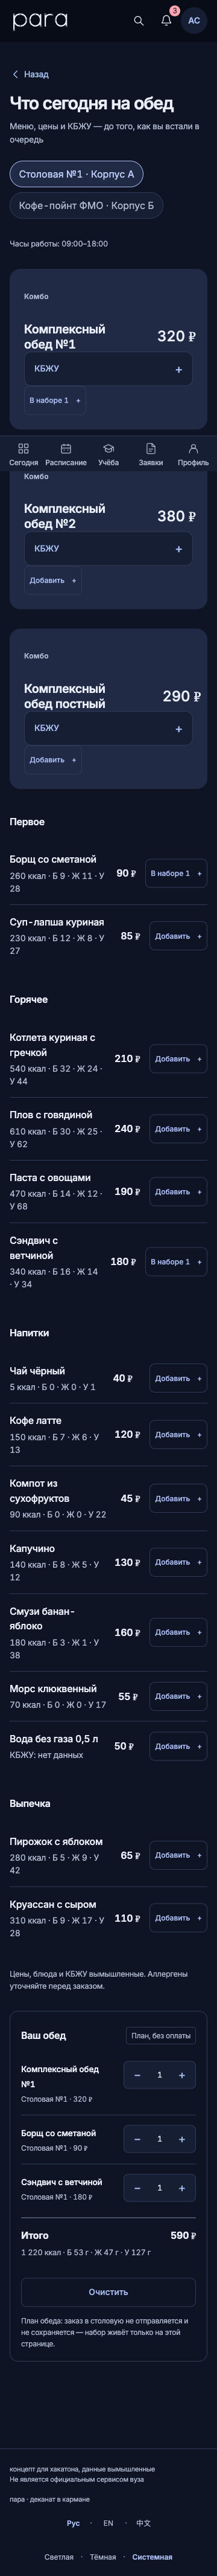 para
3
АС
Назад
Что сегодня на обед
Меню, цены и КБЖУ — до того, как вы встали в
очередь
Столовая №1 · Корпус А
Кофе-пойнт ФМО · Корпус Б
Часы работы: 09:00–18:00
Комбо
Комплексный
обед №1
320 ₽
КБЖУ +
В наборе 1 +
Сегодня Расписание Учёба Заявки Профиль
Комбо
Комплексный
обед №2
380 ₽
КБЖУ +
Добавить +
Комбо
Комплексный
обед постный
290 ₽
КБЖУ +
Добавить +
Первое
Борщ со сметаной
260 ккал · Б 9 · Ж 11 · У
28
90 ₽
В наборе 1 +
Суп-лапша куриная
230 ккал · Б 12 · Ж 8 · У
27
85 ₽
Добавить +
Горячее
Котлета куриная с
гречкой
540 ккал · Б 32 · Ж 24 ·
У 44
210 ₽
Добавить +
Плов с говядиной
610 ккал · Б 30 · Ж 25 ·
У 62
240 ₽
Добавить +
Паста с овощами
470 ккал · Б 14 · Ж 12 ·
У 68
190 ₽
Добавить +
Сэндвич с
ветчиной
340 ккал · Б 16 · Ж 14
· У 34
180 ₽
В наборе 1 +
Напитки
Чай чёрный
5 ккал · Б 0 · Ж 0 · У 1
40 ₽
Добавить +
Кофе латте
150 ккал · Б 7 · Ж 6 · У
13
120 ₽
Добавить +
Компот из
сухофруктов
90 ккал · Б 0 · Ж 0 · У 22
45 ₽
Добавить +
Капучино
140 ккал · Б 8 · Ж 5 · У
12
130 ₽
Добавить +
Смузи банан-
яблоко
180 ккал · Б 3 · Ж 1 · У
38
160 ₽
Добавить +
Морс клюквенный
70 ккал · Б 0 · Ж 0 · У 17
55 ₽
Добавить +
Вода без газа 0,5 л
КБЖУ: нет данных
50 ₽
Добавить +
Выпечка
Пирожок с яблоком
280 ккал · Б 5 · Ж 9 · У
42
65 ₽
Добавить +
Круассан с сыром
310 ккал · Б 9 · Ж 17 · У
28
110 ₽
Добавить +
Цены, блюда и КБЖУ вымышленные. Аллергены
уточняйте перед заказом.
Ваш обед
План, без оплаты
Комплексный обед
№1
Столовая №1 · 320 ₽
− 1 +
Борщ со сметаной
Столовая №1 · 90 ₽
− 1 +
Сэндвич с ветчиной
Столовая №1 · 180 ₽
− 1 +
Итого 590 ₽
1 220 ккал · Б 53 г · Ж 47 г · У 127 г
Очистить
План обеда: заказ в столовую не отправляется и
не сохраняется — набор живёт только на этой
странице.
концепт для хакатона, данные вымышленные
Не является официальным сервисом вуза
пара · деканат в кармане
Рус · EN · 中文
Светлая · Тёмная · Системная